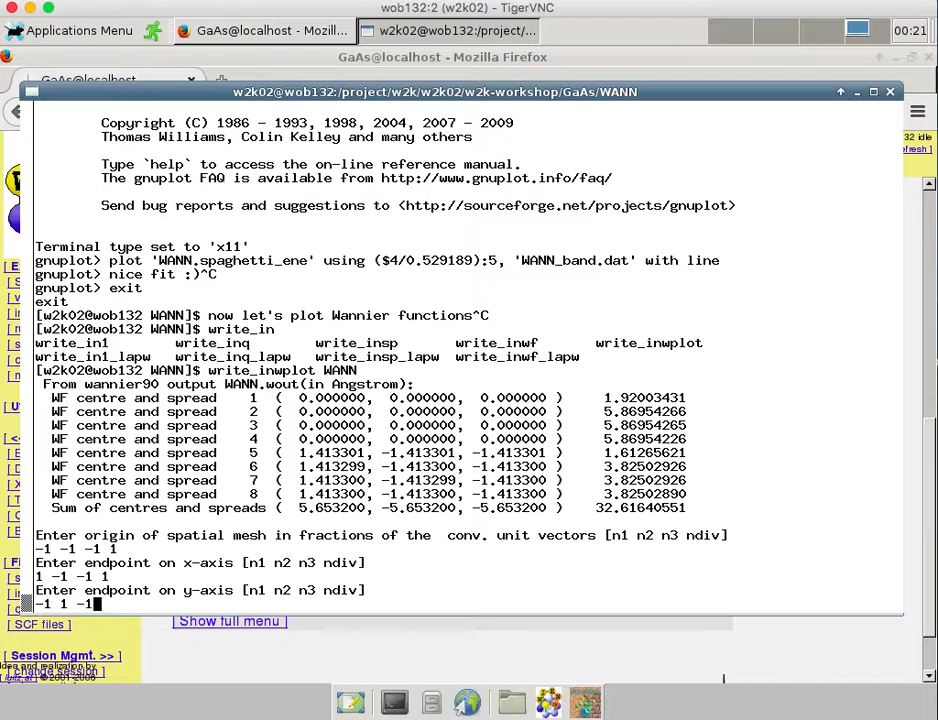 wob132:2 (w2k02) - TigerVNC
Applications Menu
GaAs@localhost - Mozill...
w2k02@wob132:/project/...
00:21
GaAs@localhost - Mozilla Firefox
GaAs@localhost
w2k02@wob132:/project/w2k/w2k02/w2k-workshop/GaAs/WANN
Copyright (C) 1986 - 1993, 1998, 2004, 2007 - 2009
Thomas Williams, Colin Kelley and many others
Type `help` to access the on-line reference manual.
The gnuplot FAQ is available from http://www.gnuplot.info/faq/
Send bug reports and suggestions to <http://sourceforge.net/projects/gnuplot>
Terminal type set to 'x11'
gnuplot> plot 'WANN.spaghetti_ene' using ($4/0.529189):5, 'WANN_band.dat' with line
gnuplot> nice fit :)^C
gnuplot> exit
exit
[w2k02@wob132 WANN]$ now let's plot Wannier functions^C
[w2k02@wob132 WANN]$ write_in
write_in1 write_inq write_insp write_inwf write_inwplot
write_in1_lapw write_inq_lapw write_insp_lapw write_inwf_lapw
[w2k02@wob132 WANN]$ write_inwplot WANN
From wannier90 output WANN.wout(in Angstrom):
WF centre and spread 1 ( 0.000000, 0.000000, 0.000000 ) 1.92003431
WF centre and spread 2 ( 0.000000, 0.000000, 0.000000 ) 5.86954266
WF centre and spread 3 ( 0.000000, 0.000000, 0.000000 ) 5.86954265
WF centre and spread 4 ( 0.000000, 0.000000, 0.000000 ) 5.86954226
WF centre and spread 5 ( 1.413301, -1.413301, -1.413301 ) 1.61265621
WF centre and spread 6 ( 1.413299, -1.413300, -1.413300 ) 3.82502926
WF centre and spread 7 ( 1.413300, -1.413299, -1.413300 ) 3.82502926
WF centre and spread 8 ( 1.413300, -1.413300, -1.413300 ) 3.82502890
Sum of centres and spreads ( 5.653200, -5.653200, -5.653200 ) 32.61640551
Enter origin of spatial mesh in fractions of the conv. unit vectors [n1 n2 n3 ndiv]
-1 -1 -1 1
Enter endpoint on x-axis [n1 n2 n3 ndiv]
1 -1 -1 1
Enter endpoint on y-axis [n1 n2 n3 ndiv]
-1 1 -1
32 idle
efresh ]
[ SCF files ]
[ Show full menu ]
[ Session Mgmt. >> ]
[ change session ]
Idea and realization by
© 2001-2006